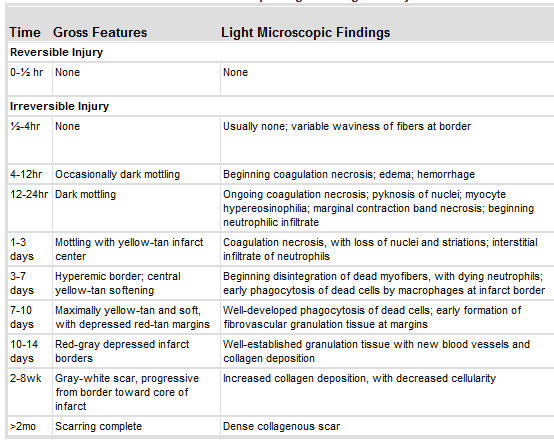 Time Gross Features Light Microscopic Findings
Reversible Injury
0-½ hr None None
Irreversible Injury
½-4hr None Usually none; variable waviness of fibers at border
4-12hr Occasionally dark mottling Beginning coagulation necrosis; edema; hemorrhage
12-24hr Dark mottling Ongoing coagulation necrosis; pyknosis of nuclei; myocyte
hypereosinophilia; marginal contraction band necrosis; beginning
neutrophilic infiltrate
1-3 Mottling with yellow-tan infarct Coagulation necrosis, with loss of nuclei and striations; interstitial
days center infiltrate of neutrophils
3-7 Hyperemic border; central Beginning disintegration of dead myofibers, with dying neutrophils;
days yellow-tan softening early phagocytosis of dead cells by macrophages at infarct border
7-10 Maximally yellow-tan and soft, Well-developed phagocytosis of dead cells; early formation of
days with depressed red-tan margins fibrovascular granulation tissue at margins
10-14 Red-gray depressed infarct Well-established granulation tissue with new blood vessels and
days borders collagen deposition
2-8wk Gray-white scar, progressive Increased collagen deposition, with decreased cellularity
from border toward core of
infarct
>2mo Scarring complete Dense collagenous scar